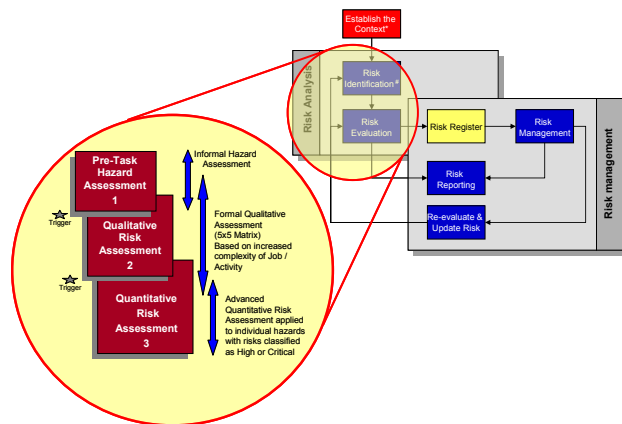 Establish the
Context*
Risk Analysis
Risk
Identification#
Risk
Evaluation
Risk Register
Risk
Management
Risk
Reporting
Re-evaluate &
Update Risk
Risk management
Pre-Task
Hazard
Assessment
1
Informal Hazard
Assessment
Trigger
Qualitative
Risk
Assessment
2
Formal Qualitative
Assessment
(5x5 Matrix)
Based on increased
complexity of Job /
Activity
Trigger
Quantitative
Risk
Assessment
3
Advanced
Quantitative Risk
Assessment applied
to individual hazards
with risks classified
as High or Critical